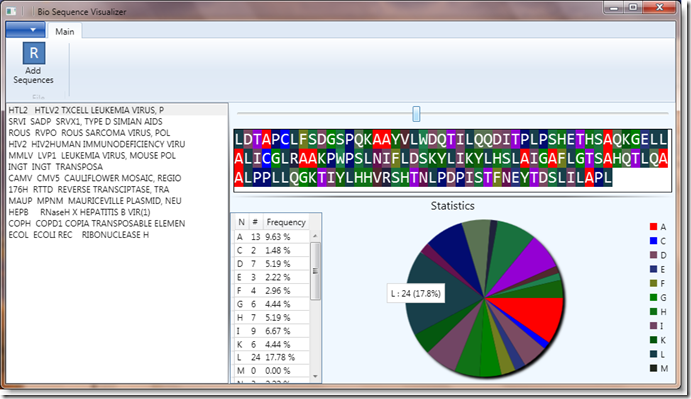 Bio Sequence Visualizer
Main
R
Add
Sequences
File
HTL2 HTLV2 TXCELL LEUKEMIA VIRUS, P
SRVI SADP SRVX1, TYPE D SIMIAN AIDS
ROUS RVPO ROUS SARCOMA VIRUS, POL
HIV2 HIV2HUMAN IMMUNODEFICIENCY VIRU
MMLV LVP1 LEUKEMIA VIRUS, MOUSE POL
INGT INGT TRANSPOSA
CAMV CMV5 CAULIFLOWER MOSAIC, REGIO
176H RTTD REVERSE TRANSCIPTASE, TRA
MAUP MPNM MAURICEVILLE PLASMID, NEU
HEPB RNaseH X HEPATITIS B VIR(1)
COPH COPD1 COPIA TRANSPOSABLE ELEMEN
ECOL ECOLI REC RIBONUCLEASE H
LDTAPCLFSDGSPQKAAYVLWDQTILQQDITPLPSHETHSAQKGELL
ALICGLRAAKPWPSLNIFLDSKYLIKYLHSLAIGAFLGTSAHQTLQA
ALPPLLQGKTIYLHHVRSHTNLPDPISTFNEYTDSLILAPL
Statistics
N # Frequency
A 13 9.63 %
C 2 1.48 %
D 7 5.19 %
E 3 2.22 %
F 4 2.96 %
G 6 4.44 %
H 7 5.19 %
I 9 6.67 %
K 6 4.44 %
L 24 17.78 %
M 0 0.00 %
L : 24 (17.8%)
A
C
D
E
F
G
H
I
K
L
M